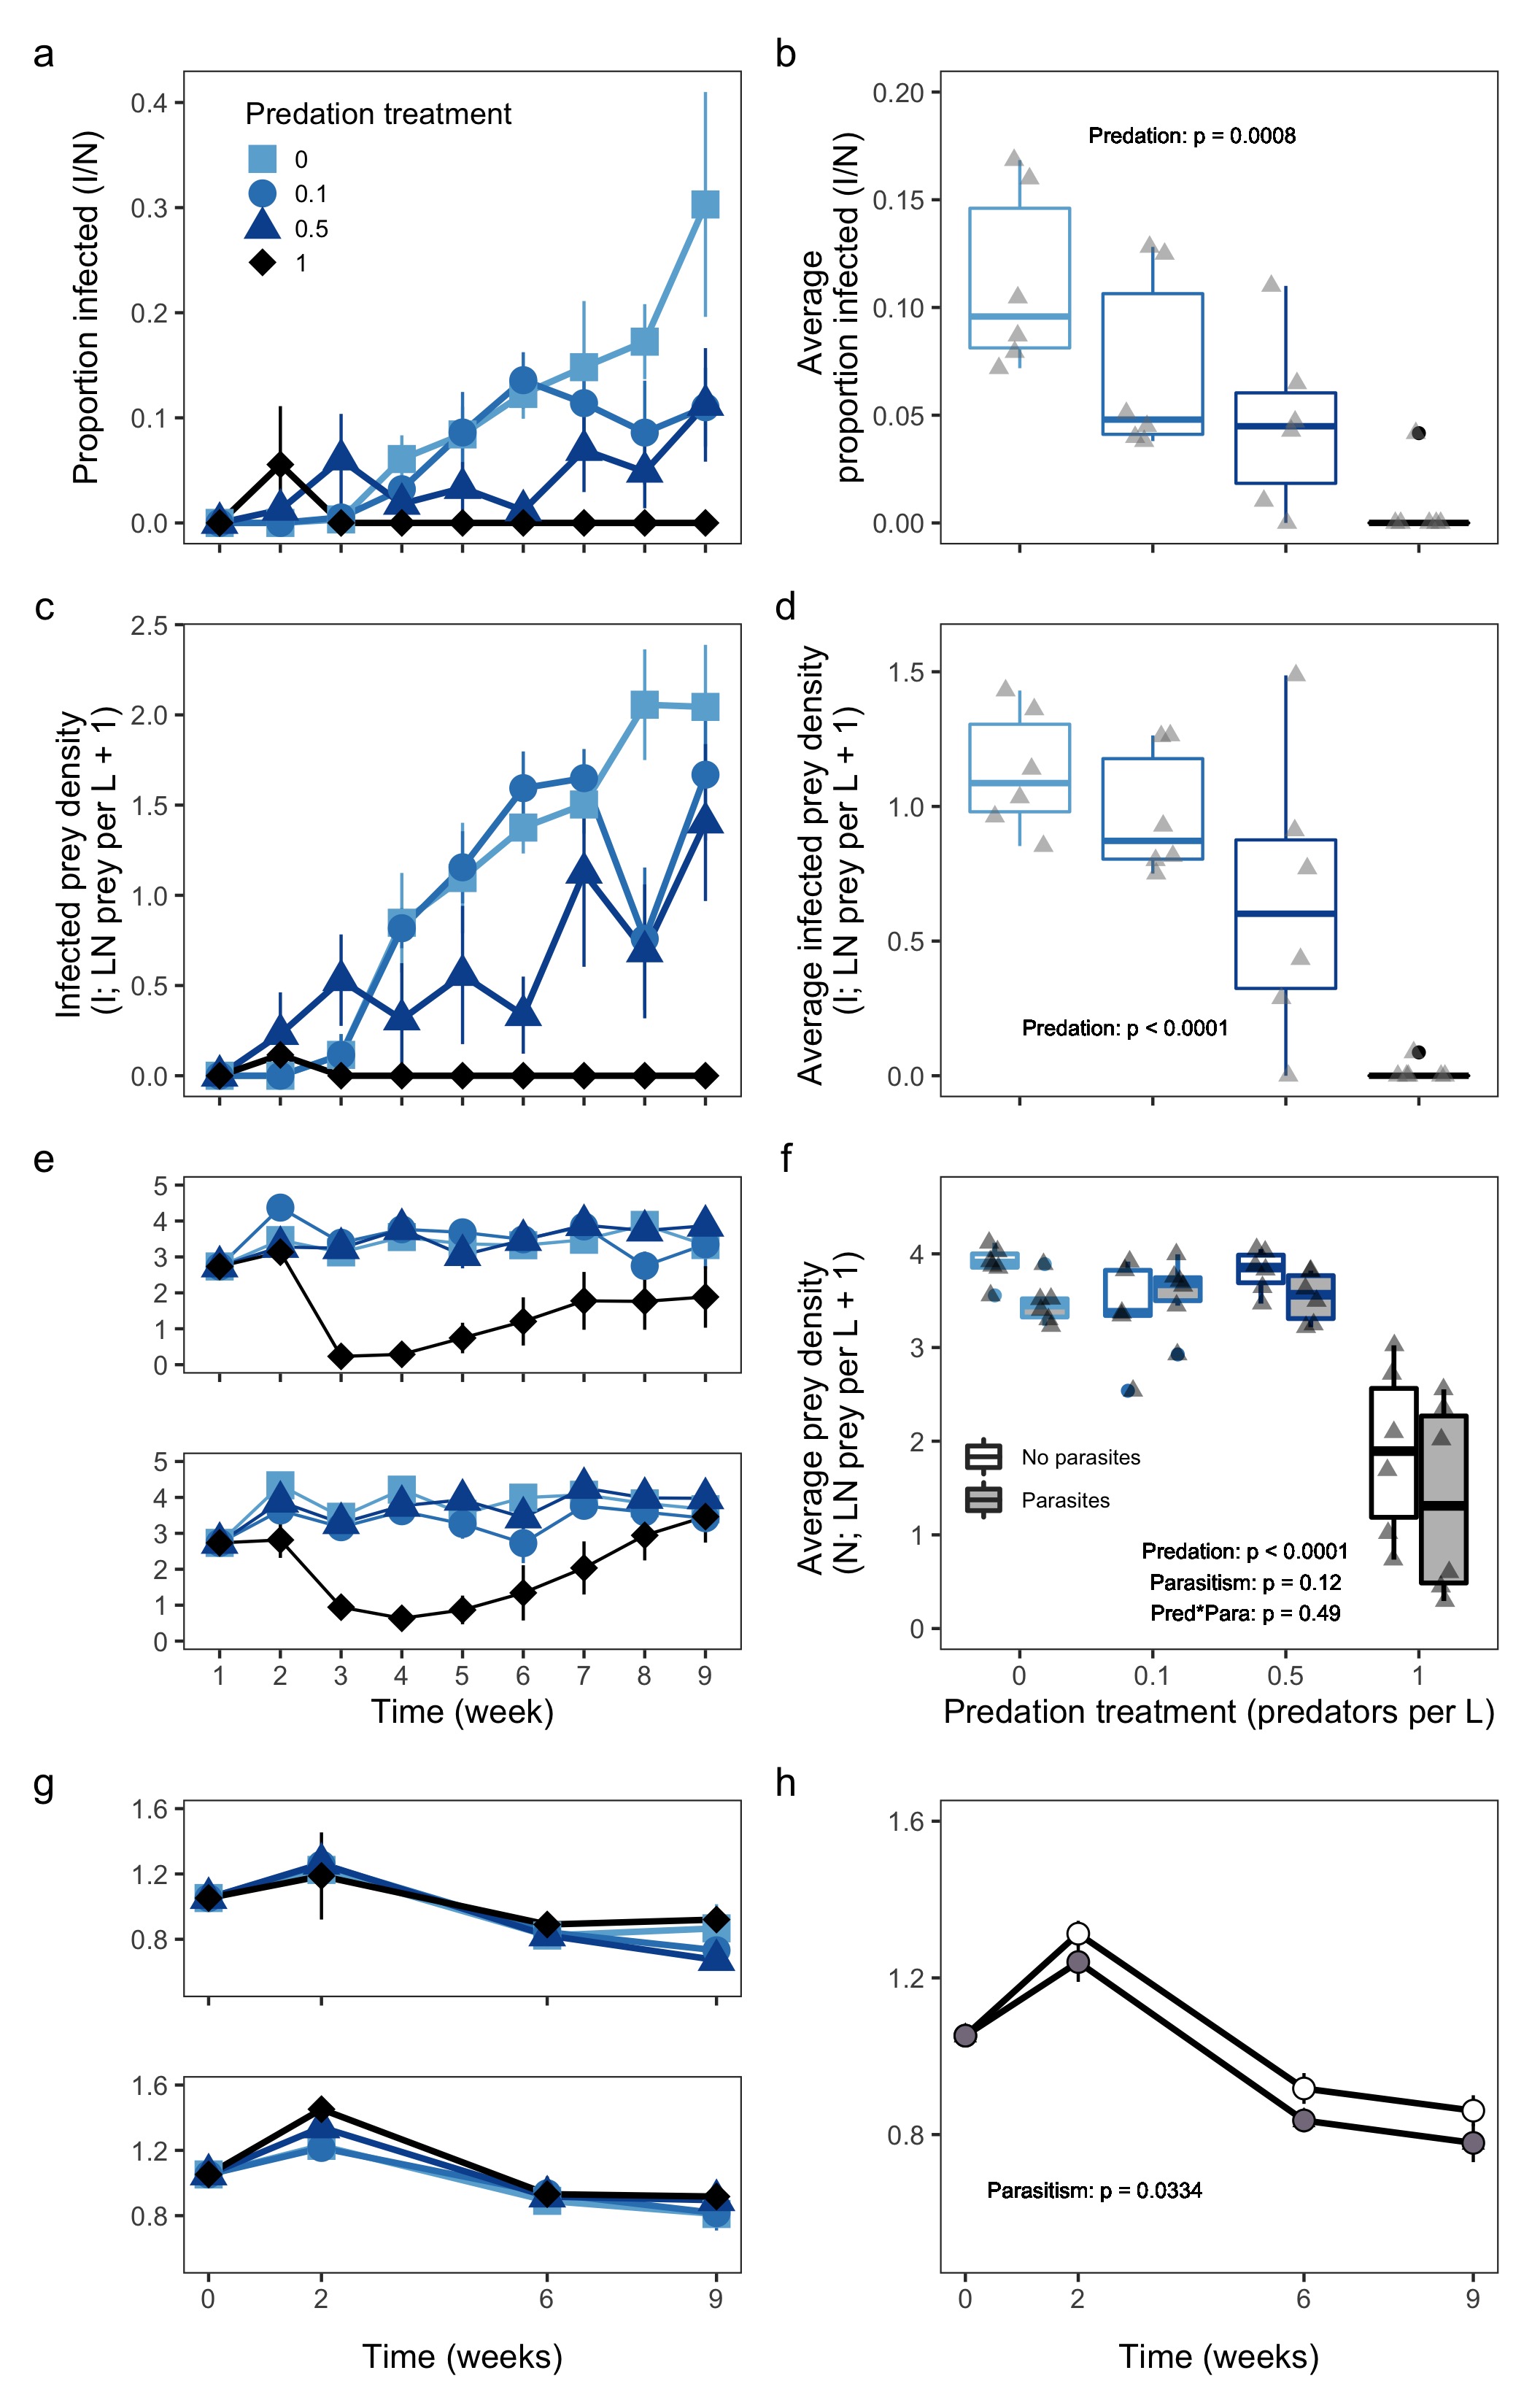 a
Proportion infected (I/N)
0.4
0.3
0.2
0.1
0.0
Predation treatment
0
0.1
0.5
1
b
Average
proportion infected (I/N)
0.20
0.15
0.10
0.05
0.00
Predation: p = 0.0008
c
Infected prey density
(I; LN prey per L + 1)
2.5
2.0
1.5
1.0
0.5
0.0
d
Average infected prey density
(I; LN prey per L + 1)
1.5
1.0
0.5
0.0
Predation: p < 0.0001
e
5
4
3
2
1
0
5
4
3
2
1
0
1 2 3 4 5 6 7 8 9
Time (week)
f
Average prey density
(N; LN prey per L + 1)
4
3
2
1
0
No parasites
Parasites
Predation: p < 0.0001
Parasitism: p = 0.12
Pred*Para: p = 0.49
0 0.1 0.5 1
Predation treatment (predators per L)
g
1.6
1.2
0.8
1.6
1.2
0.8
0 2 6 9
Time (weeks)
h
1.6
1.2
0.8
Parasitism: p = 0.0334
0 2 6 9
Time (weeks)